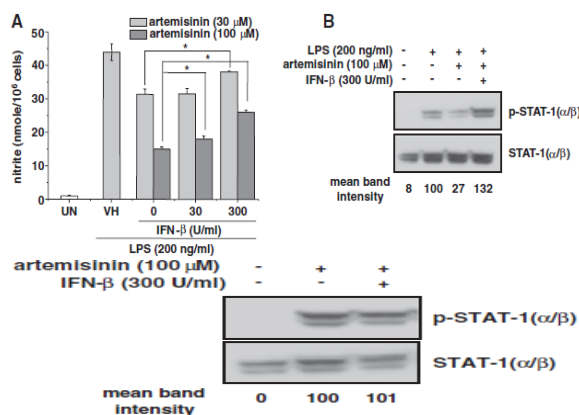 A
artemisinin (30 µM)
artemisinin (100 µM)
nitrite (nmole/10⁶ cells)
50
40
30
20
10
0
*
*
*
UN VH 0 30 300
IFN-β (U/ml)
LPS (200 ng/ml)
B
LPS (200 ng/ml) - + + +
artemisinin (100 µM) - - + +
IFN-β (300 U/ml) - - - +
p-STAT-1(α/β)
STAT-1(α/β)
mean band intensity 8 100 27 132
artemisinin (100 µM) - + +
IFN-β (300 U/ml) - - +
p-STAT-1(α/β)
STAT-1(α/β)
mean band intensity 0 100 101